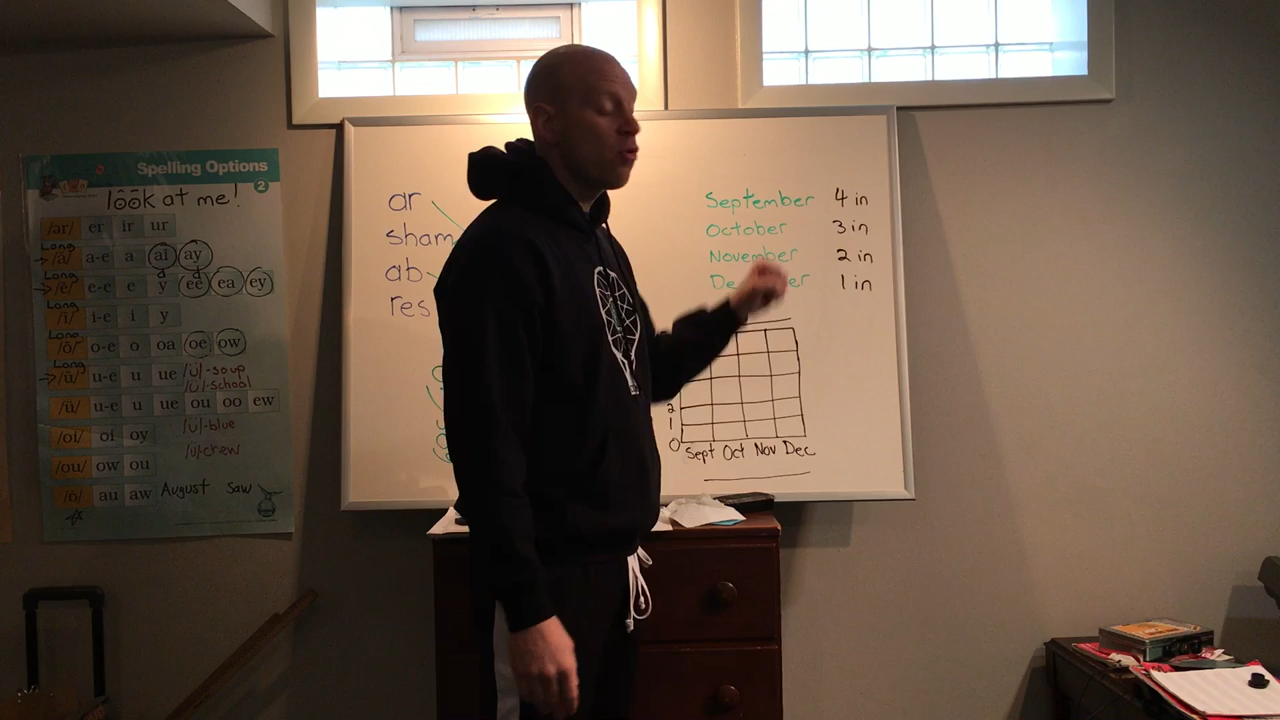 Spelling Options
2
look at me!
/ər/ er ir ur
Long
/ā/ a-e a ai ay
Long
/ē/ e-e e y ee ea ey
Long
/ī/ i-e i y
Long
/ō/ o-e o oa oe ow
Long
/ū/ u-e u ue /ü/-soup
/ü/-school
/ü/ u-e u ue ou oo ew
/oi/ oi oy /ü/-blue
/ü/-crew
/ou/ ow ou
au aw August saw
ar
sham
ab
res
September 4 in
October 3 in
November 2 in
1 in
2
1
0
Sept Oct Nov Dec